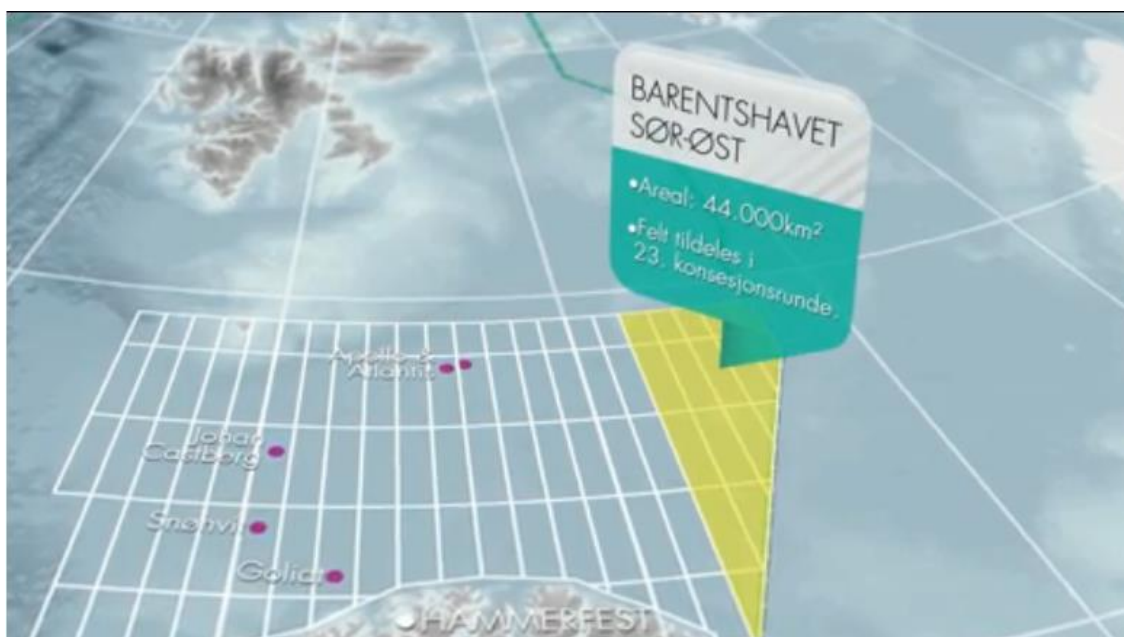 BARENTSHAVET
SØR-ØST
•Areal: 44.000km²
•Felt tildeles i
23. konsesjonsrunde.
Apollo &
Atlantis
Johan
Castberg
Snøhvit
Goliat
HAMMERFEST